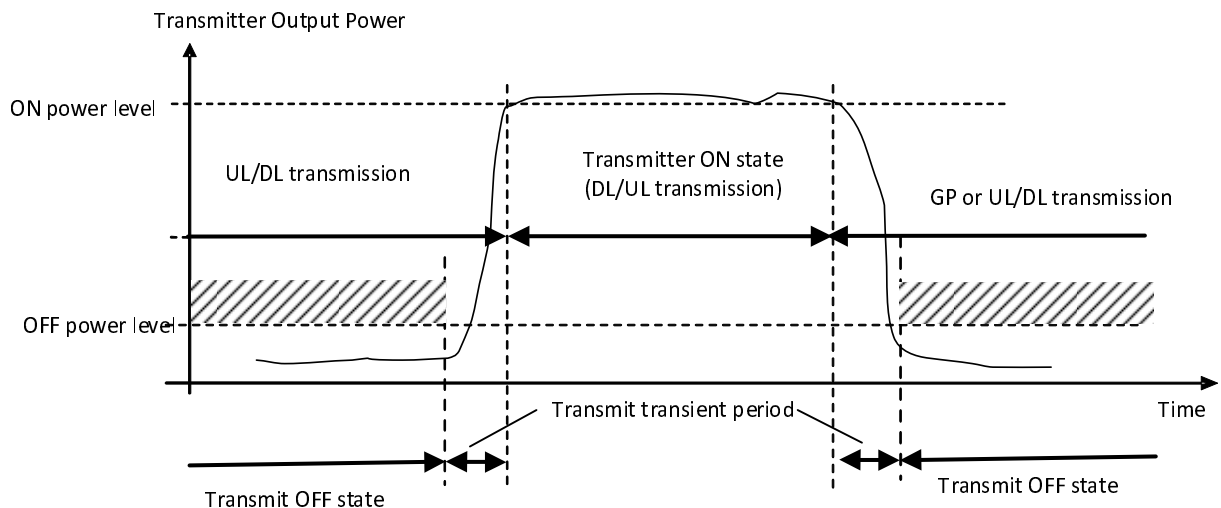 Transmitter Output Power
ON power level
UL/DL transmission
Transmitter ON state
(DL/UL transmission)
GP or UL/DL transmission
OFF power level
Transmit transient period
Time
Transmit OFF state
Transmit OFF state